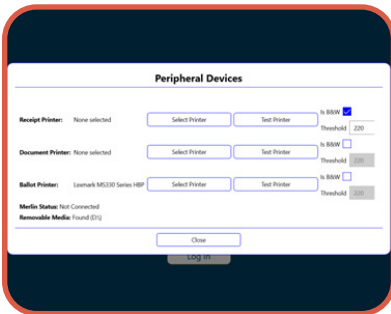 Peripheral Devices
Is B&W
Receipt Printer: None selected Select Printer Test Printer
Threshold 220
Is B&W
Document Printer: None selected Select Printer Test Printer
Threshold 220
Is B&W
Ballot Printer: Lexmark MS330 Series HBP Select Printer Test Printer
Threshold 220
Merlin Status: Not Connected
Removable Media: Found (D:\)
Close
Log In